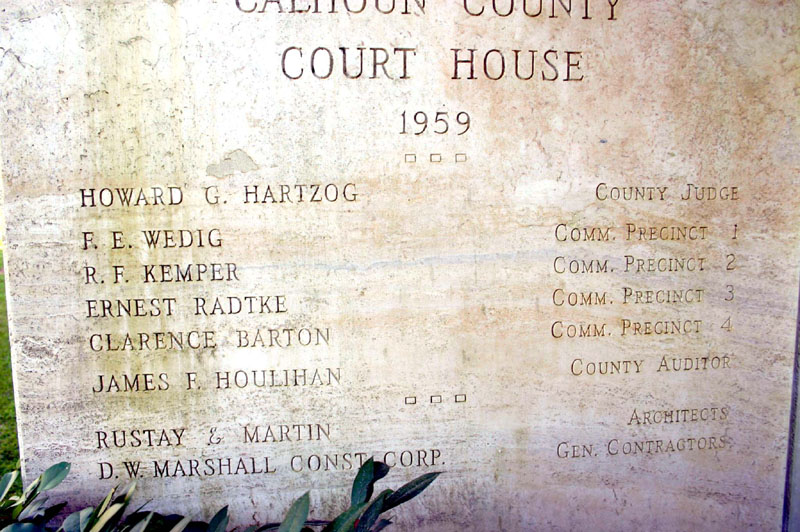 CALHOUN COUNTY
COURT HOUSE
1959
HOWARD G. HARTZOG COUNTY JUDGE
F. E. WEDIG COMM. PRECINCT 1
R. F. KEMPER COMM. PRECINCT 2
ERNEST RADTKE COMM. PRECINCT 3
CLARENCE BARTON COMM. PRECINCT 4
JAMES F. HOULIHAN COUNTY AUDITOR
RUSTAY & MARTIN ARCHITECTS
D.W. MARSHALL CONST. CORP. GEN. CONTRACTORS